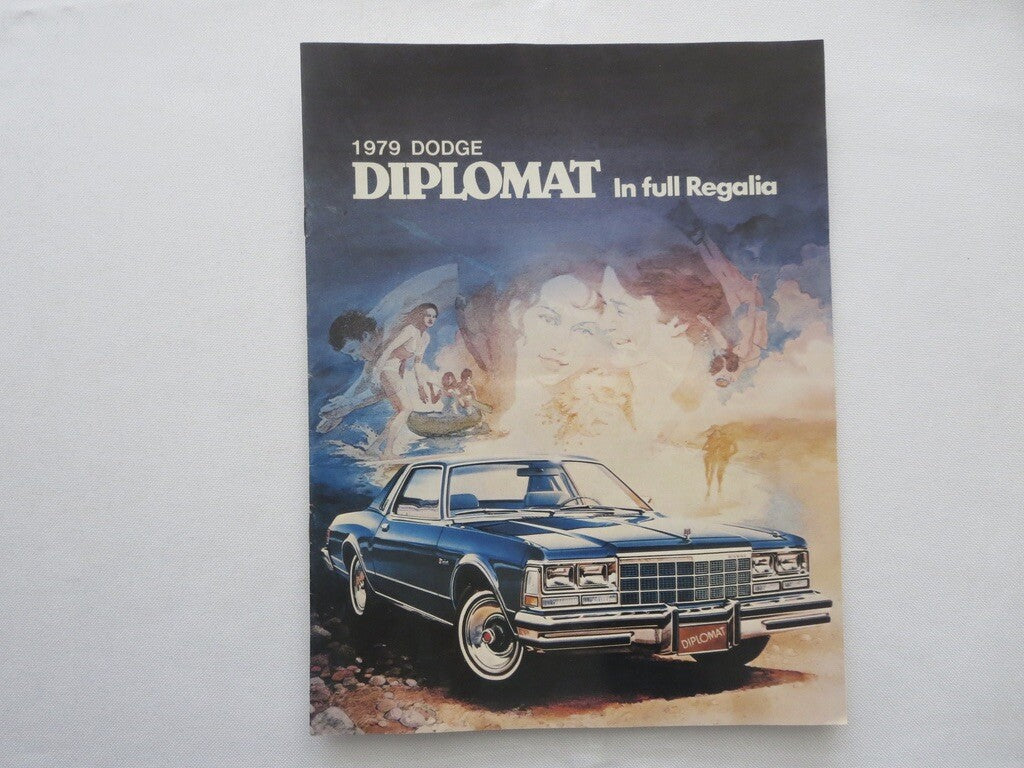 1979 DODGE
DIPLOMAT In full Regalia
DIPLOMAT